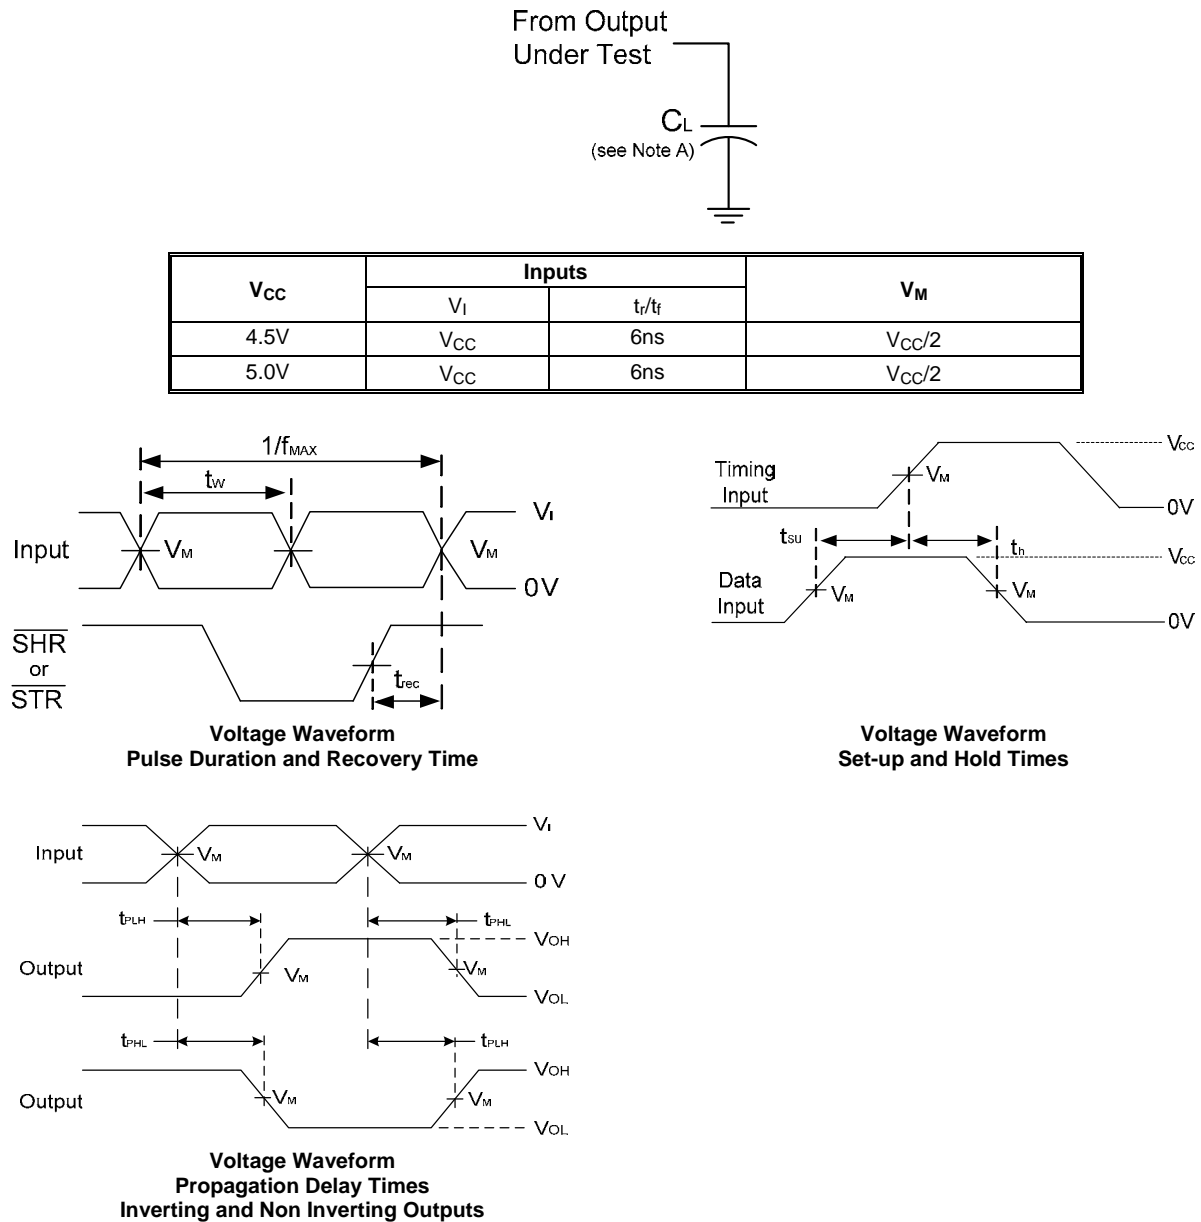 From Output
Under Test
CL
(see Note A)
VCC
Inputs
VM
VI
tr/tf
4.5V
VCC
6ns
VCC/2
5.0V
VCC
6ns
VCC/2
1/fMAX
tW
Input
VM
VM
VI
0V
SHR
or
STR
trec
Voltage Waveform
Pulse Duration and Recovery Time
Timing
Input
VM
VCC
0V
tsu
th
VCC
Data
Input
VM
VM
0V
Voltage Waveform
Set-up and Hold Times
Input
VM
VM
VI
0 V
tPLH
tPHL
Output
VM
VM
VOH
VOL
tPHL
tPLH
Output
VM
VM
VOH
VOL
Voltage Waveform
Propagation Delay Times
Inverting and Non Inverting Outputs